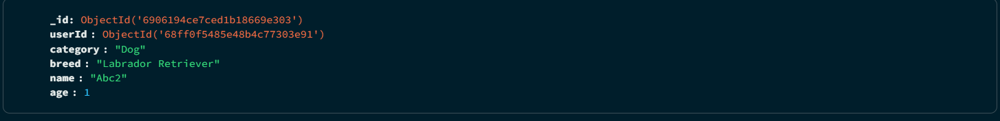 _id: ObjectId('6906194ce7ced1b18669e303')
userId : ObjectId('68ff0f5485e48b4c77303e91')
category : "Dog"
breed : "Labrador Retriever"
name : "Abc2"
age : 1